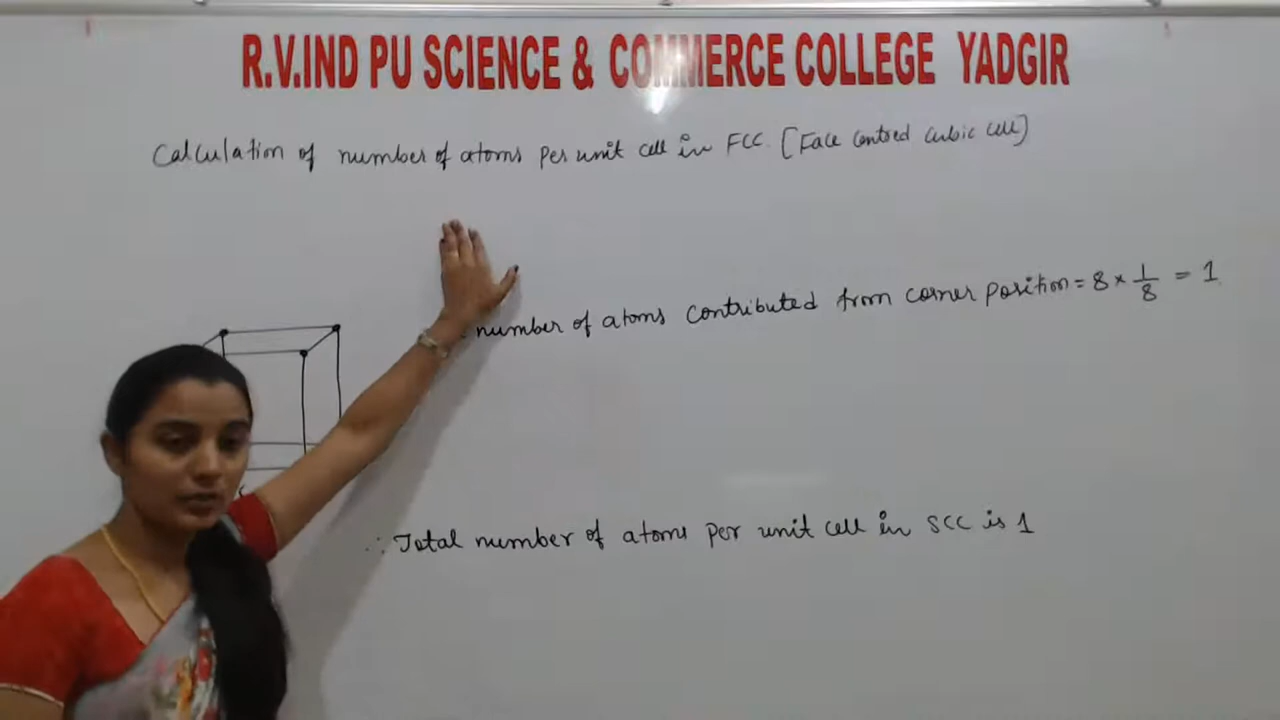 R.V.IND PU SCIENCE & COMMERCE COLLEGE YADGIR
Calculation of number of atoms per unit cell in FCC. [Face centred cubic cell]
number of atoms contributed from corner position = 8 × 1/8 = 1
∴ Total number of atoms per unit cell in SCC is 1